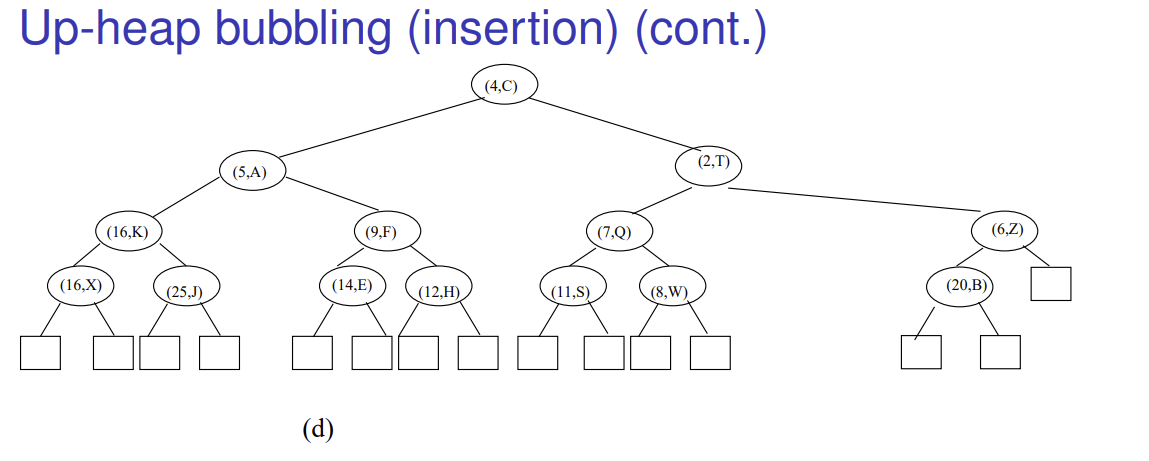 Up-heap bubbling (insertion) (cont.)
(4,C)
(5,A) (2,T)
(16,K) (9,F) (7,Q) (6,Z)
(16,X) (25,J) (14,E) (12,H) (11,S) (8,W) (20,B)
(d)